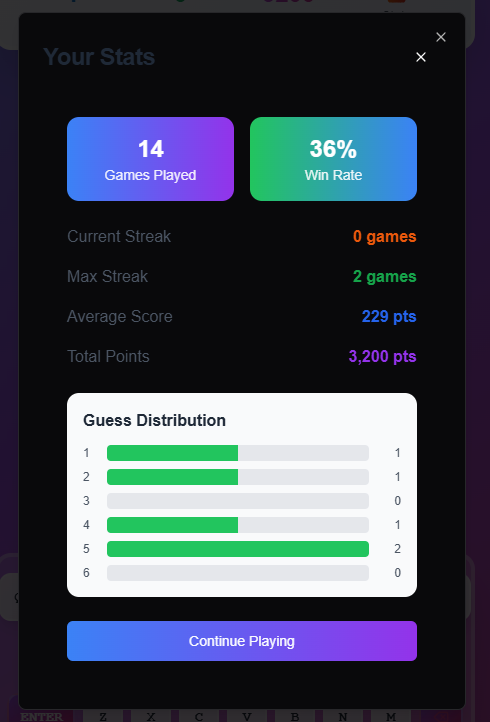 Your Stats
14
Games Played
36%
Win Rate
Current Streak
0 games
Max Streak
2 games
Average Score
229 pts
Total Points
3,200 pts
Guess Distribution
1 1
2 1
3 0
4 1
5 2
6 0
Continue Playing
ENTER Z X C V B N M